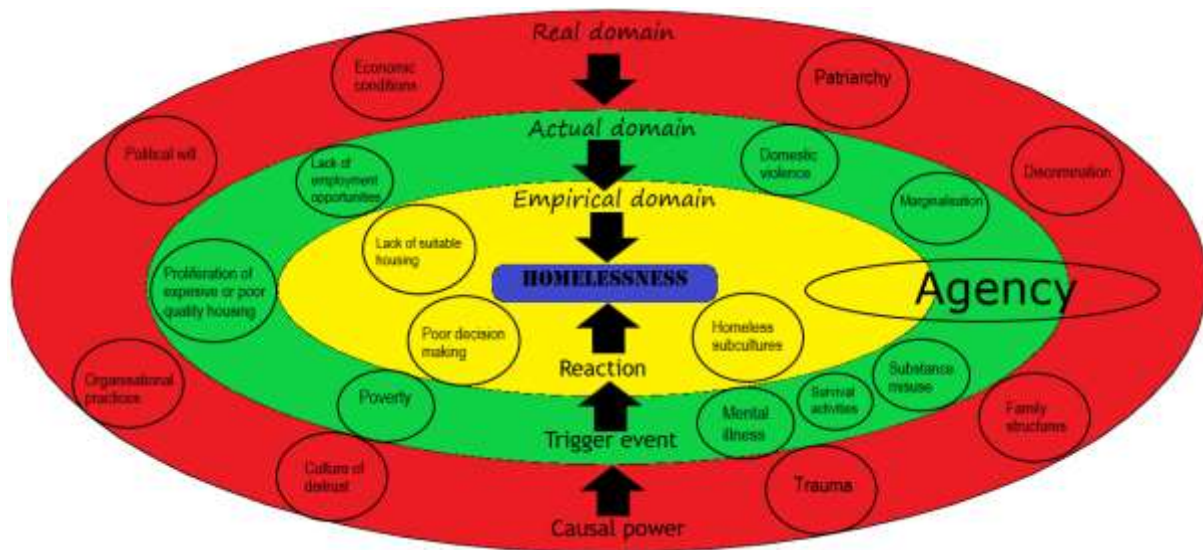 Real domain
Economic
conditions
Patriarchy
Political will
Actual domain
Lack of
employment
opportunities
Domestic
violence
Discrimination
Marginalisation
Empirical domain
Lack of suitable
housing
Proliferation of
expesive or poor
quality housing
HOMELESSNESS
Agency
Poor decision
making
Homeless
subcultures
Reaction
Organisational
practices
Poverty
Substance
misuse
Survival
activities
Mental
illness
Family
structures
Trigger event
Culture of
distrust
Trauma
Causal power